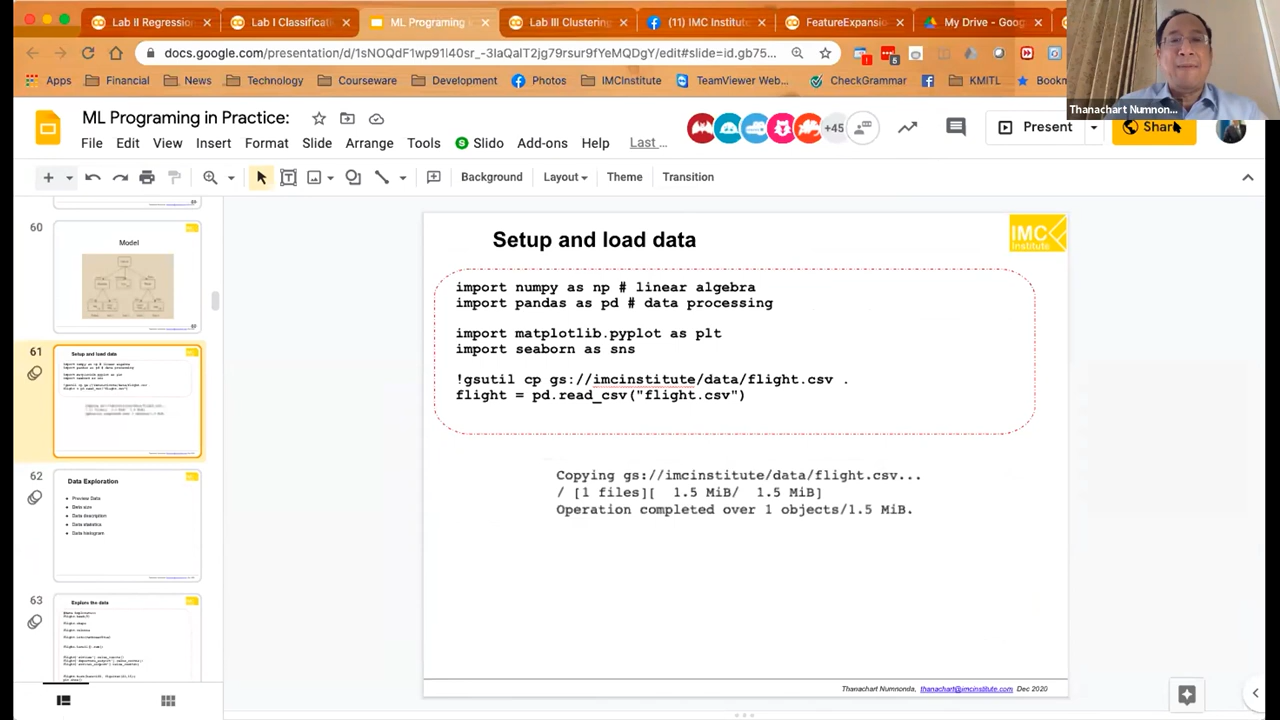 Lab II Regressio
Lab I Classificat
ML Programing in
Lab III Clustering
(11) IMC Institut
FeatureExpansio
My Drive - Goog
docs.google.com/presentation/d/1sNOQdF1wp91l40sr_-3IaQalT2jg79rsur9fYeMQDgY/edit#slide=id.gb75...
Apps
Financial
News
Technology
Courseware
Development
Photos
IMCInstitute
TeamViewer Web...
CheckGrammar
KMITL
Bookm
Thanachart Numnon...
ML Programing in Practice:
+45
Present
Share
File Edit View Insert Format Slide Arrange Tools Slido Add-ons Help Last ...
Background Layout Theme Transition
60
Model
61
Setup and load data
62
Data Exploration
Preview Data
Data size
Data description
Data statistics
Data histogram
63
Explore the data
Setup and load data
IMC
Institute
import numpy as np # linear algebra
import pandas as pd # data processing
import matplotlib.pyplot as plt
import seaborn as sns
!gsutil cp gs://imcinstitute/data/flight.csv .
flight = pd.read_csv("flight.csv")
Copying gs://imcinstitute/data/flight.csv...
/ [1 files][ 1.5 MiB/ 1.5 MiB]
Operation completed over 1 objects/1.5 MiB.
Thanachart Numnonda, thanachart@imcinstitute.com Dec 2020